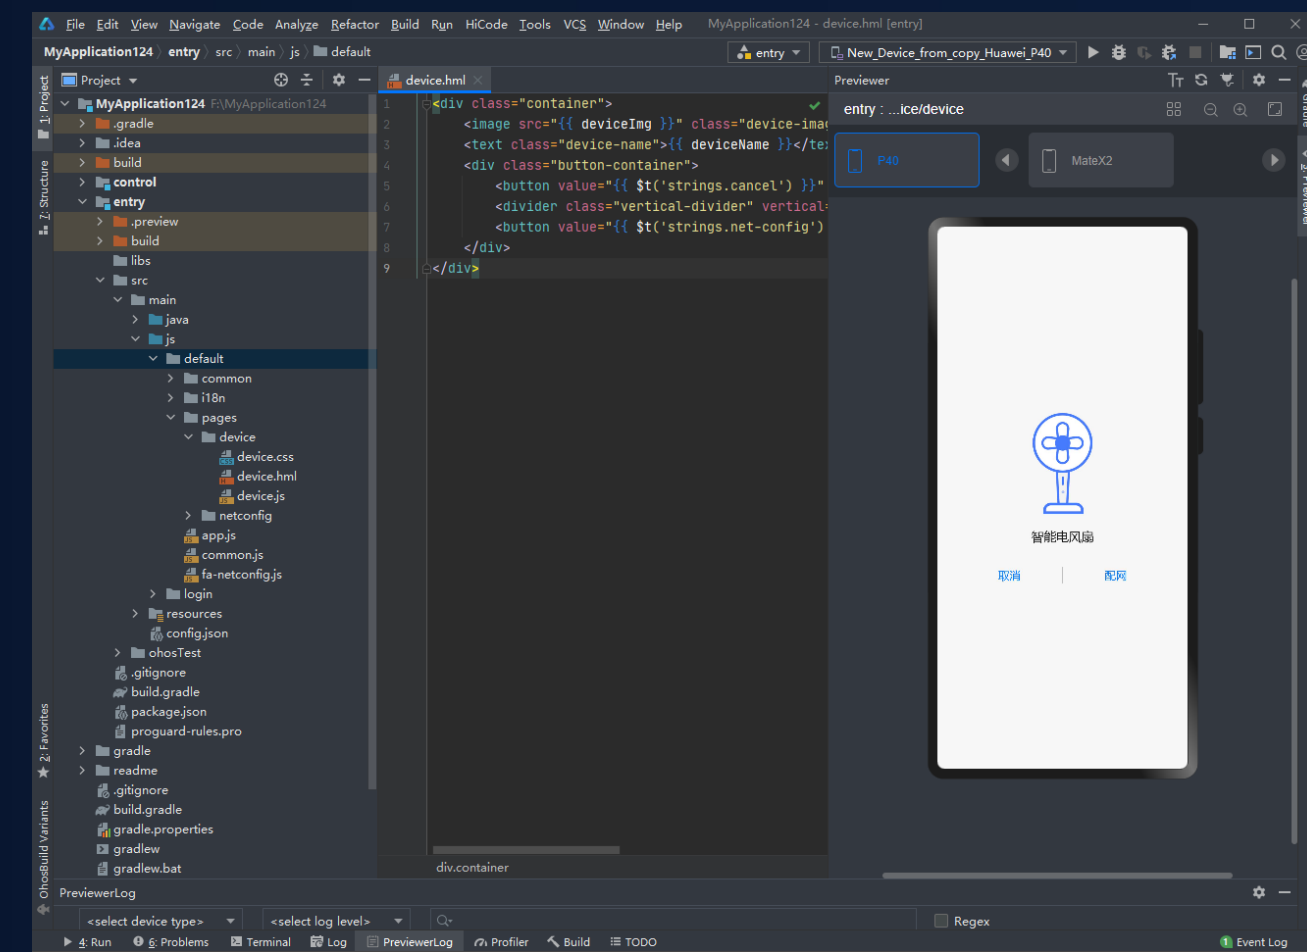 File Edit View Navigate Code Analyze Refactor Build Run HiCode Tools VCS Window Help MyApplication124 - device.hml [entry]
MyApplication124 entry src main js default entry New_Device_from_copy_Huawei_P40
1: Project
Project
device.hml
Previewer
MyApplication124 F:\MyApplication124
.gradle
.idea
build
control
entry
.preview
build
libs
src
main
java
js
default
common
i18n
pages
device
device.css
device.hml
device.js
netconfig
app.js
common.js
fa-netconfig.js
login
resources
config.json
ohosTest
.gitignore
build.gradle
package.json
proguard-rules.pro
gradle
readme
.gitignore
build.gradle
gradle.properties
gradlew
gradlew.bat
7: Structure
2: Favorites
OhosBuild Variants
1 <div class="container">
2 <image src="{{ deviceImg }}" class="device-imag
3 <text class="device-name">{{ deviceName }}</te
4 <div class="button-container">
5 <button value="{{ $t('strings.cancel') }}"
6 <divider class="vertical-divider" vertical=
7 <button value="{{ $t('strings.net-config')
8 </div>
9 </div>
div.container
entry : ...ice/device
P40
MateX2
智能电风扇
取消 配网
PreviewerLog
<select device type> <select log level> Regex
4: Run 6: Problems Terminal Log PreviewerLog Profiler Build TODO 1 Event Log